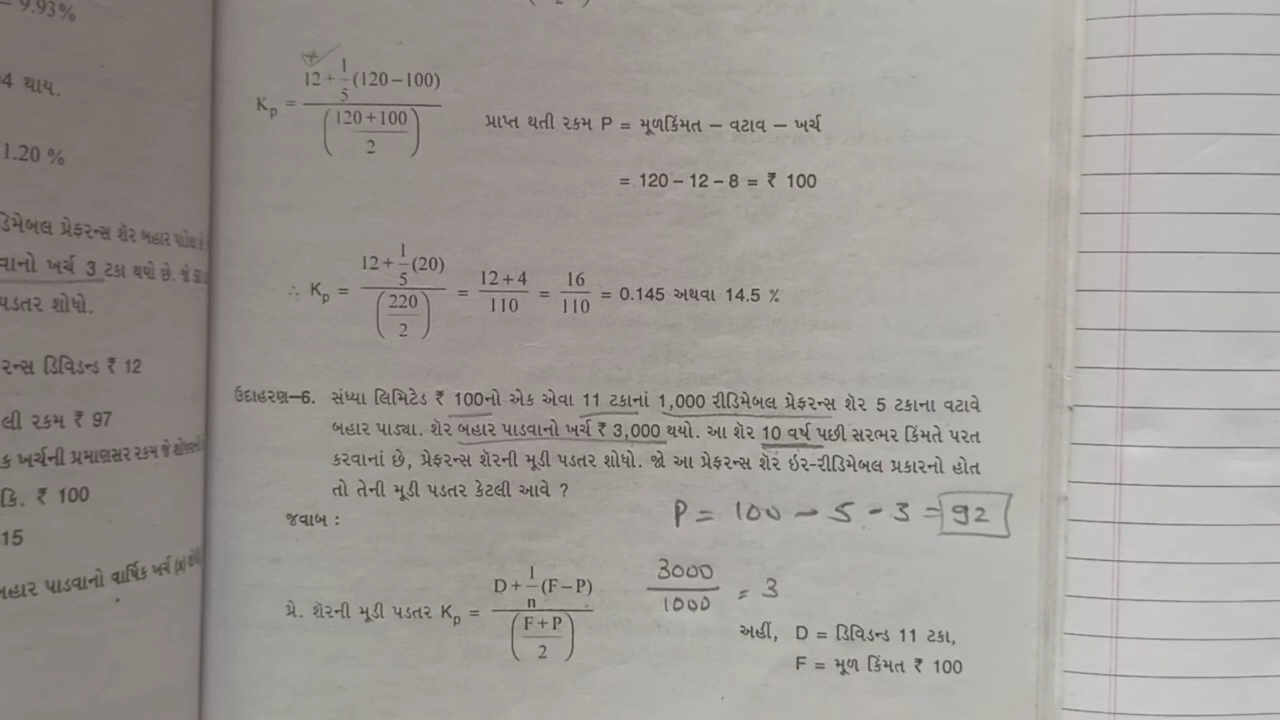 = 9.93%
4 થાય.
1.20 %
ડિમેબલ પ્રેફરન્સ શૅર બહાર
વાનો ખર્ચ 3 ટકા થયો છે. જો
પડતર શોધો.
રન્સ ડિવિડન્ડ ₹ 12
લી રકમ ₹ 97
ક ખર્ચની પ્રમાણસર રકમ જે
કિં. ₹ 100
15
બહાર પાડવાનો વાર્ષિક ખર્ચ
K_p = (12 + 1/5 (120 – 100)) / ((120 + 100)/2)
પ્રાપ્ત થતી રકમ P = મૂળકિંમત – વટાવ – ખર્ચ
= 120 – 12 – 8 = ₹ 100
∴ K_p = (12 + 1/5 (20)) / (220/2) = (12 + 4)/110 = 16/110 = 0.145 અથવા 14.5 %
ઉદાહરણ–6. સંધ્યા લિમિટેડ ₹ 100નો એક એવા 11 ટકાનાં 1,000 રીડિમેબલ પ્રેફરન્સ શૅર 5 ટકાના વટાવે
બહાર પાડ્યા. શૅર બહાર પાડવાનો ખર્ચ ₹ 3,000 થયો. આ શૅર 10 વર્ષ પછી સરભર કિંમતે પરત
કરવાનાં છે, પ્રેફરન્સ શૅરની મૂડી પડતર શોધો. જો આ પ્રેફરન્સ શૅર ઇર-રીડિમેબલ પ્રકારનો હોત
તો તેની મૂડી પડતર કેટલી આવે ?
જવાબ :
P = 100 – 5 – 3 = 92
3000/1000 = 3
પ્રે. શૅરની મૂડી પડતર K_p = (D + 1/n (F – P)) / ((F + P)/2)
અહીં, D = ડિવિડન્ડ 11 ટકા,
F = મૂળ કિંમત ₹ 100